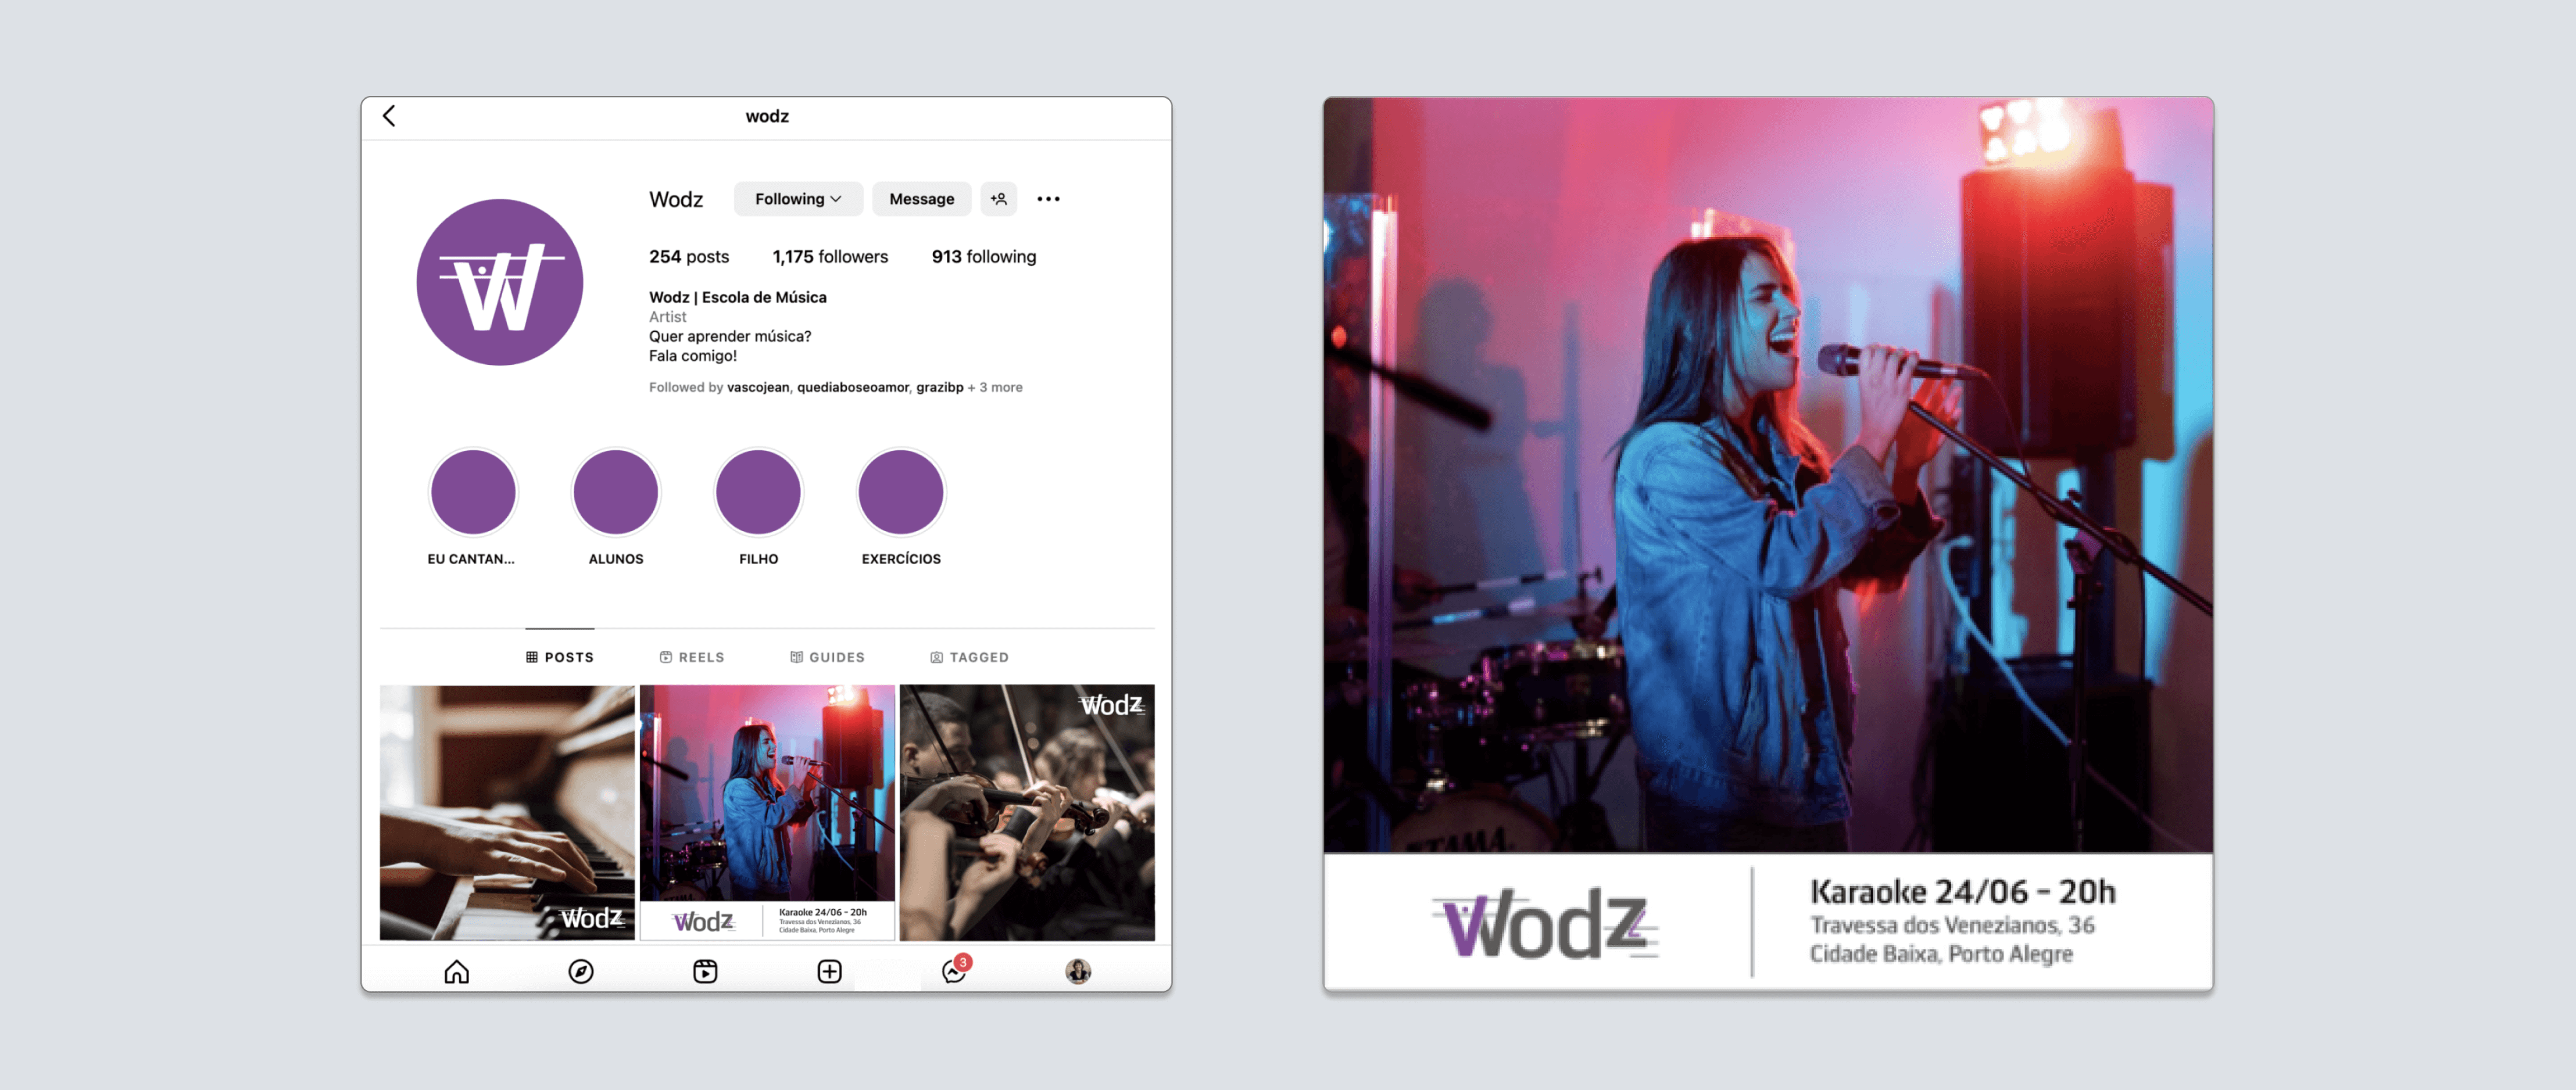 wodz
W
Wodz
Following
Message
254 posts
1,175 followers
913 following
Wodz | Escola de Música
Artist
Quer aprender música?
Fala comigo!
Followed by vascojean, quediaboseoamor, grazibp + 3 more
EU CANTAN...
ALUNOS
FILHO
EXERCÍCIOS
POSTS
REELS
GUIDES
TAGGED
Wodz
Wodz
Karaoke 24/06 - 20h
Travessa dos Venezianos, 36
Cidade Baixa, Porto Alegre
Wodz
3
TAMA
Wodz
Karaoke 24/06 - 20h
Travessa dos Venezianos, 36
Cidade Baixa, Porto Alegre